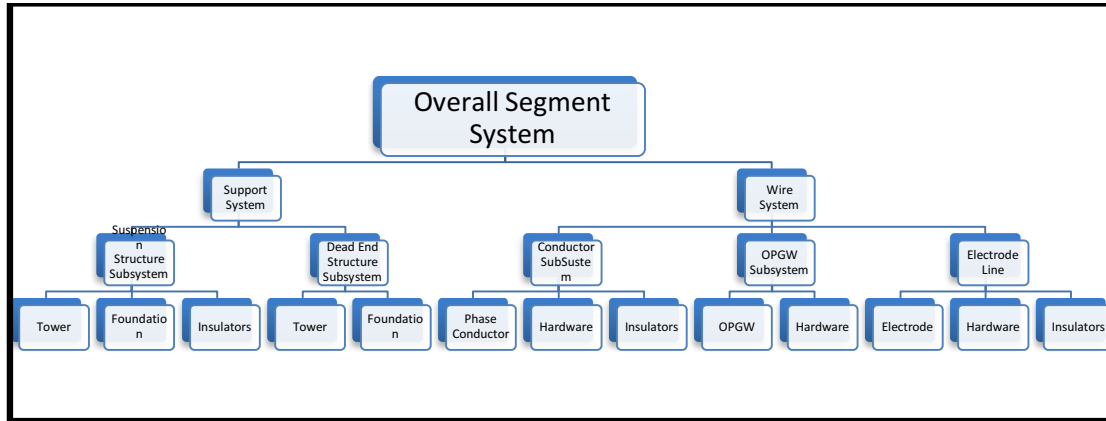 Overall Segment
System
Support
System
Wire
System
Suspensio
n
Structure
Subsystem
Dead End
Structure
Subsystem
Conductor
SubSuste
m
OPGW
Subsystem
Electrode
Line
Tower
Foundatio
n
Insulators
Tower
Foundatio
n
Phase
Conductor
Hardware
Insulators
OPGW
Hardware
Electrode
Hardware
Insulators